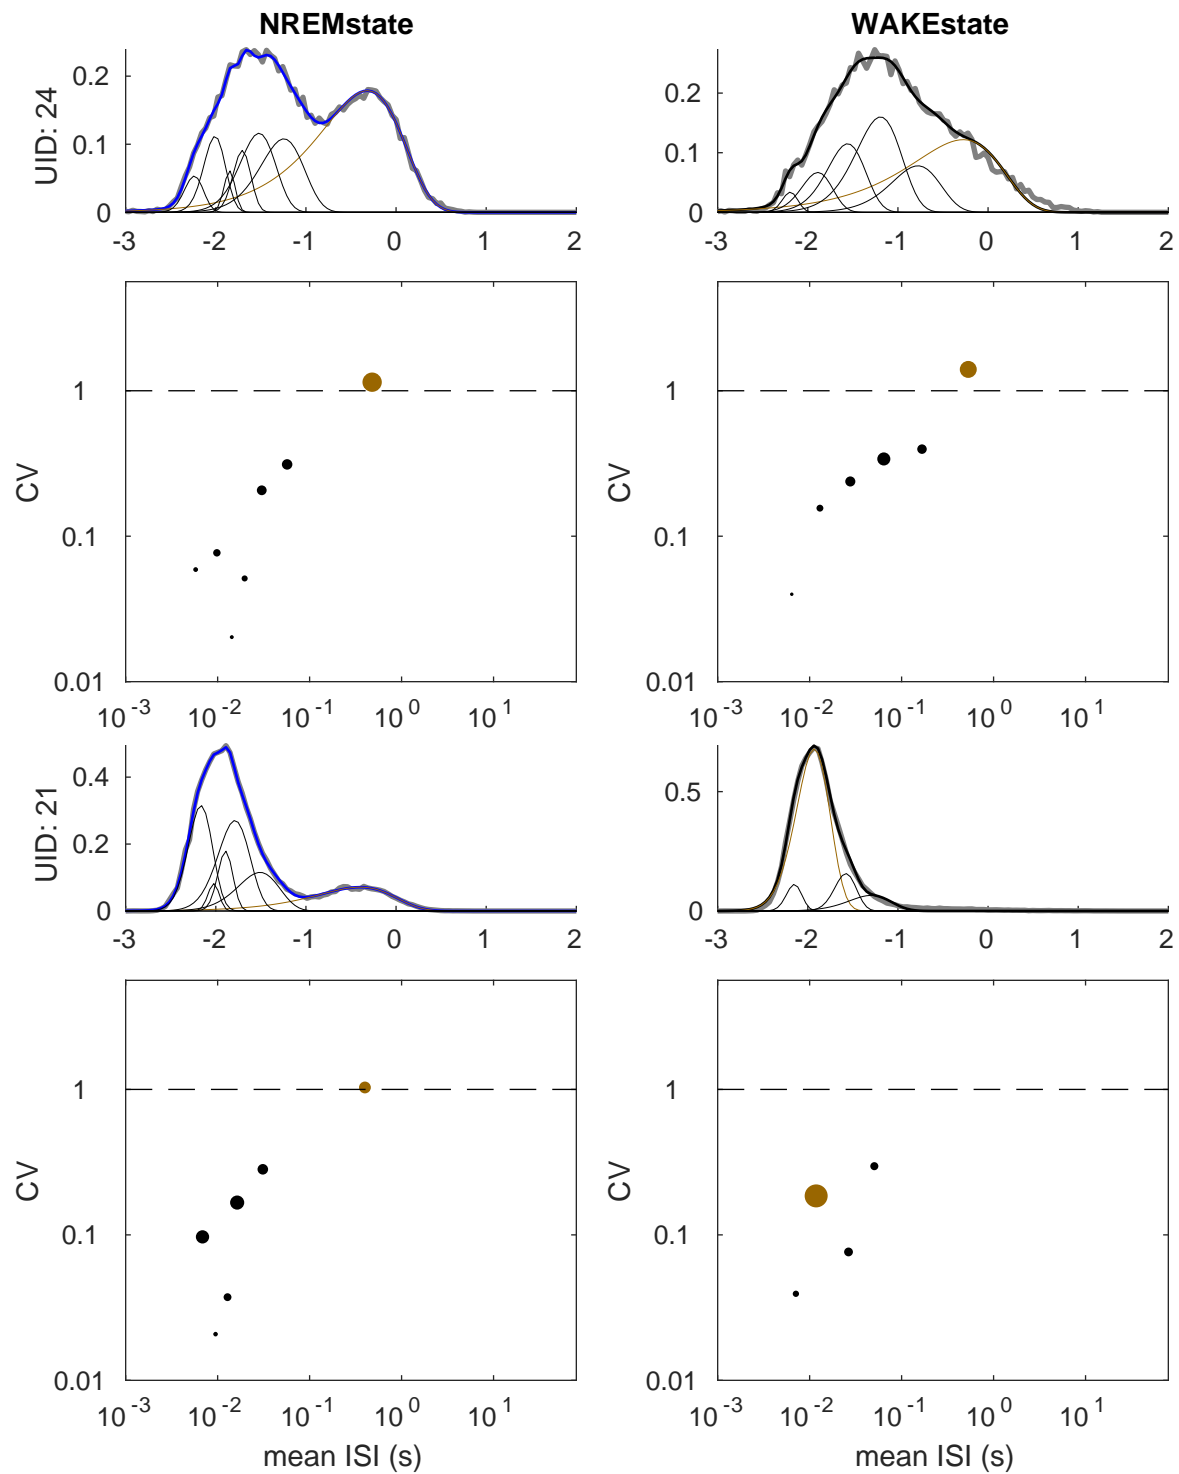 NREMstate
WAKEstate
UID: 24
0.2
0.1
0
-3 -2 -1 0 1 2
0.2
0.1
0
-3 -2 -1 0 1 2
CV
1
0.1
0.01
10^-3 10^-2 10^-1 10^0 10^1
CV
1
0.1
0.01
10^-3 10^-2 10^-1 10^0 10^1
UID: 21
0.4
0.2
0
-3 -2 -1 0 1 2
0.5
0
-3 -2 -1 0 1 2
CV
1
0.1
0.01
10^-3 10^-2 10^-1 10^0 10^1
mean ISI (s)
CV
1
0.1
0.01
10^-3 10^-2 10^-1 10^0 10^1
mean ISI (s)